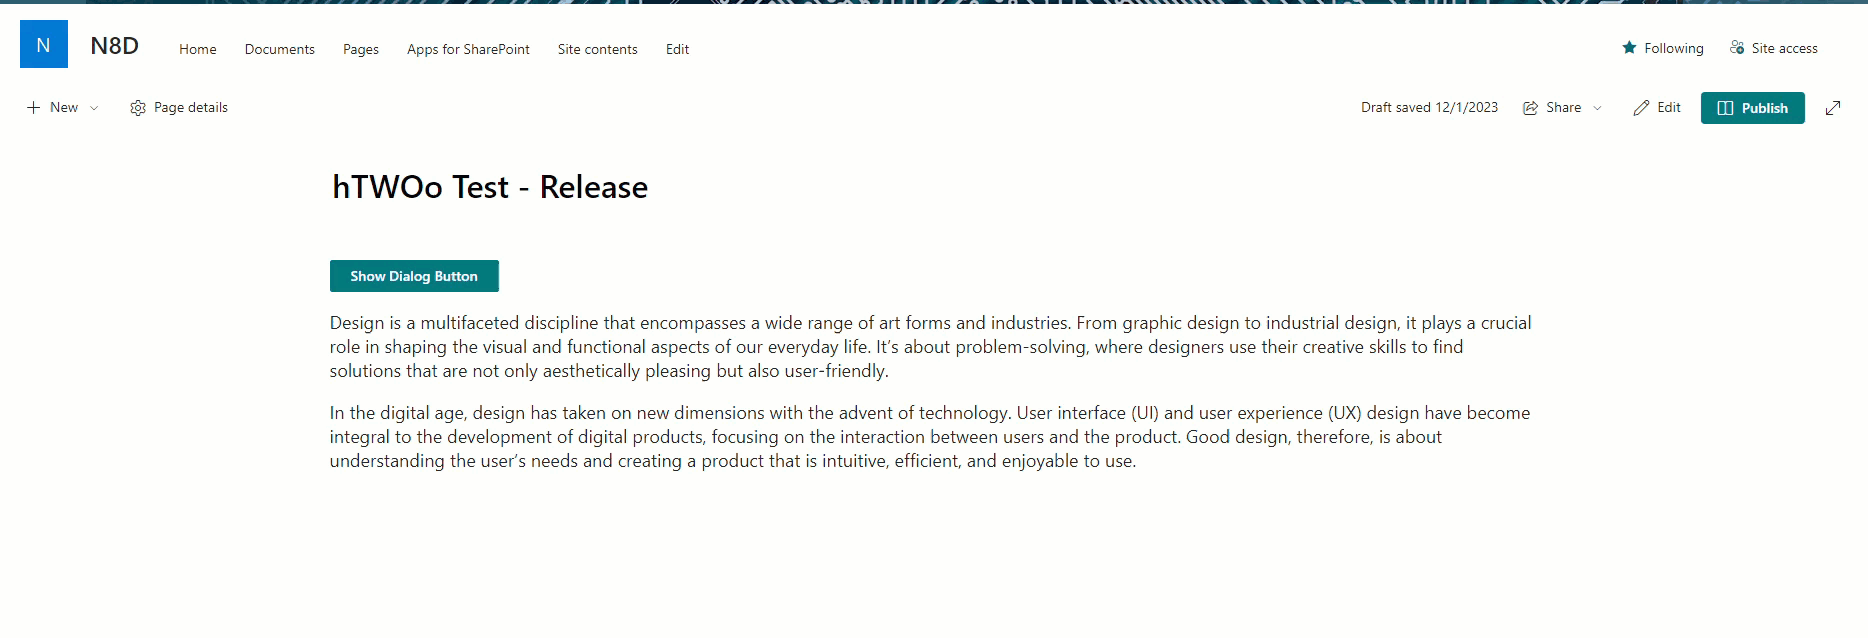 N N8D Home Documents Pages Apps for SharePoint Site contents Edit Following Site access
New Page details Draft saved 12/1/2023 Share Edit Publish
hTWOo Test - Release
Show Dialog Button
Design is a multifaceted discipline that encompasses a wide range of art forms and industries. From graphic design to industrial design, it plays a crucial
role in shaping the visual and functional aspects of our everyday life. It’s about problem-solving, where designers use their creative skills to find
solutions that are not only aesthetically pleasing but also user-friendly.
In the digital age, design has taken on new dimensions with the advent of technology. User interface (UI) and user experience (UX) design have become
integral to the development of digital products, focusing on the interaction between users and the product. Good design, therefore, is about
understanding the user’s needs and creating a product that is intuitive, efficient, and enjoyable to use.